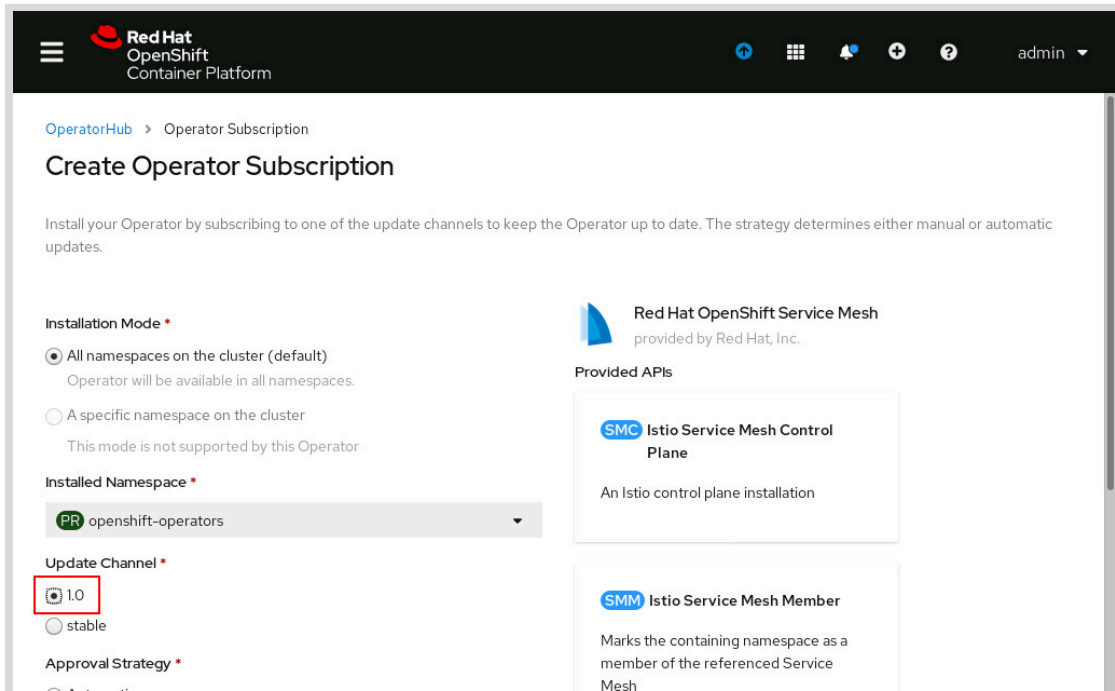 Red Hat
OpenShift
Container Platform
admin
OperatorHub > Operator Subscription
Create Operator Subscription
Install your Operator by subscribing to one of the update channels to keep the Operator up to date. The strategy determines either manual or automatic
updates.
Installation Mode *
All namespaces on the cluster (default)
Operator will be available in all namespaces.
A specific namespace on the cluster
This mode is not supported by this Operator
Installed Namespace *
PR openshift-operators
Update Channel *
1.0
stable
Approval Strategy *
Red Hat OpenShift Service Mesh
provided by Red Hat, Inc.
Provided APIs
SMC Istio Service Mesh Control
Plane
An Istio control plane installation
SMM Istio Service Mesh Member
Marks the containing namespace as a
member of the referenced Service
Mesh